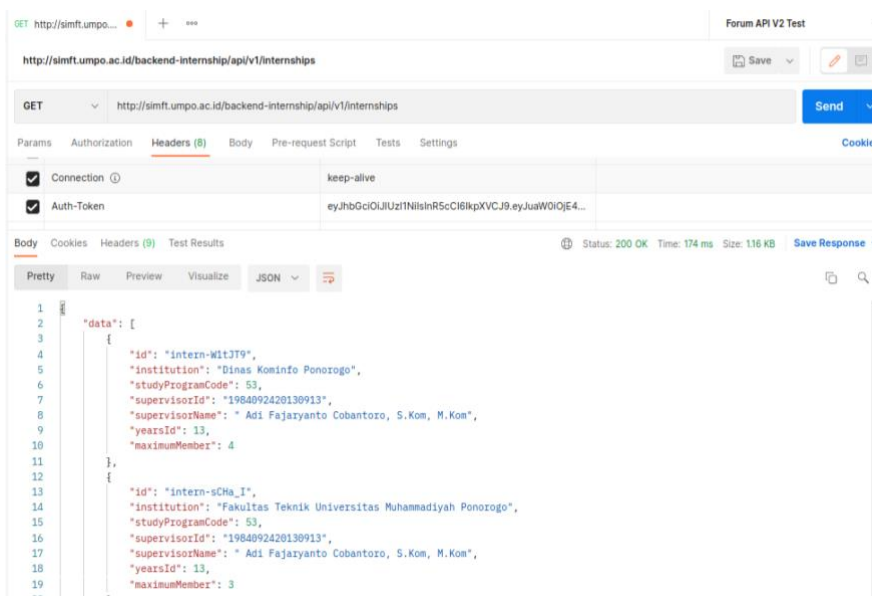 GET http://simft.umpo.... + ooo Forum API V2 Test
http://simft.umpo.ac.id/backend-internship/api/v1/internships Save
GET http://simft.umpo.ac.id/backend-internship/api/v1/internships Send
Params Authorization Headers (8) Body Pre-request Script Tests Settings Cookie
Connection keep-alive
Auth-Token eyJhbGciOiJIUzI1NiIsInR5cCI6IkpXVCJ9.eyJuaW0iOjE4...
Body Cookies Headers (9) Test Results Status: 200 OK Time: 174 ms Size: 1.16 KB Save Response
Pretty Raw Preview Visualize JSON
1 {
2 "data": [
3 {
4 "id": "intern-W1tJT9",
5 "institution": "Dinas Kominfo Ponorogo",
6 "studyProgramCode": 53,
7 "supervisorId": "1984092420130913",
8 "supervisorName": " Adi Fajaryanto Cobantoro, S.Kom, M.Kom",
9 "yearsId": 13,
10 "maximumMember": 4
11 },
12 {
13 "id": "intern-sCHa_I",
14 "institution": "Fakultas Teknik Universitas Muhammadiyah Ponorogo",
15 "studyProgramCode": 53,
16 "supervisorId": "1984092420130913",
17 "supervisorName": " Adi Fajaryanto Cobantoro, S.Kom, M.Kom",
18 "yearsId": 13,
19 "maximumMember": 3